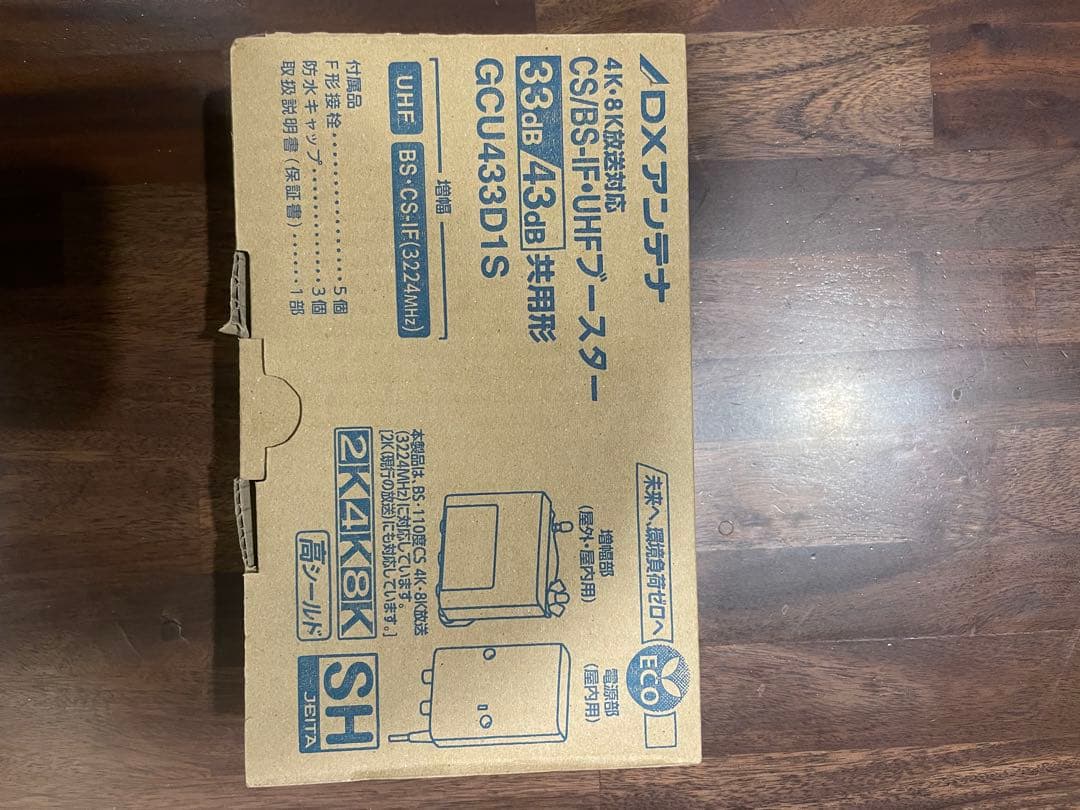 DXアンテナ
4K・8K放送対応
CS/BS-IF・UHFブースター
33dB/43dB 共用形
GCU433D1S
増幅
UHF BS・CS-IF(3224MHz)
付属品
F形接栓・・・・・・・・・・・・・・5個
防水キャップ・・・・・・・・・・3個
取扱説明書(保証書)・・・・・・1部
未来へ、環境負荷ゼロへ
ECO
増幅部
(屋外・屋内用)
電源部
(屋内用)
本製品は、BS・110度CS 4K・8K放送
(3224MHz)に対応しています。
[2K(現行の放送)にも対応しています。]
2K4K8K
高シールド
SH
JEITA